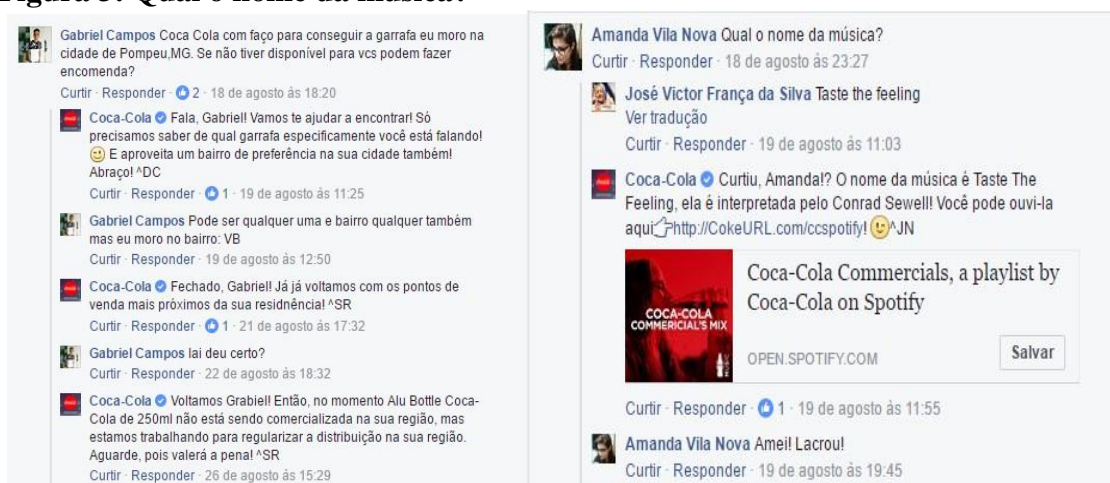 Figura 3: Qual o nome da música?
Gabriel Campos Coca Cola com faço para conseguir a garrafa eu moro na
cidade de Pompeu,MG. Se não tiver disponível para vcs podem fazer
encomenda?
Curtir · Responder · 2 · 18 de agosto às 18:20
Coca-Cola Fala, Gabriel! Vamos te ajudar a encontrar! Só
precisamos saber de qual garrafa especificamente você está falando!
E aproveita um bairro de preferência na sua cidade também!
Abraço! ^DC
Curtir · Responder · 1 · 19 de agosto às 11:25
Gabriel Campos Pode ser qualquer uma e bairro qualquer também
mas eu moro no bairro: VB
Curtir · Responder · 19 de agosto às 12:50
Coca-Cola Fechado, Gabriel! Já já voltamos com os pontos de
venda mais próximos da sua residnência! ^SR
Curtir · Responder · 1 · 21 de agosto às 17:32
Gabriel Campos Iai deu certo?
Curtir · Responder · 22 de agosto às 18:32
Coca-Cola Voltamos Grabiel! Então, no momento Alu Bottle Coca-
Cola de 250ml não está sendo comercializada na sua região, mas
estamos trabalhando para regularizar a distribuição na sua região.
Aguarde, pois valerá a pena! ^SR
Curtir · Responder · 26 de agosto às 15:29
Amanda Vila Nova Qual o nome da música?
Curtir · Responder · 18 de agosto às 23:27
José Victor França da Silva Taste the feeling
Ver tradução
Curtir · Responder · 19 de agosto às 11:03
Coca-Cola Curtiu, Amanda!? O nome da música é Taste The
Feeling, ela é interpretada pelo Conrad Sewell! Você pode ouvi-la
aqui http://CokeURL.com/ccspotify! ^JN
COCA-COLA
COMMERCIAL'S MIX
Coca-Cola Commercials, a playlist by
Coca-Cola on Spotify
OPEN.SPOTIFY.COM
Salvar
Curtir · Responder · 1 · 19 de agosto às 11:55
Amanda Vila Nova Amei! Lacrou!
Curtir · Responder · 19 de agosto às 19:45